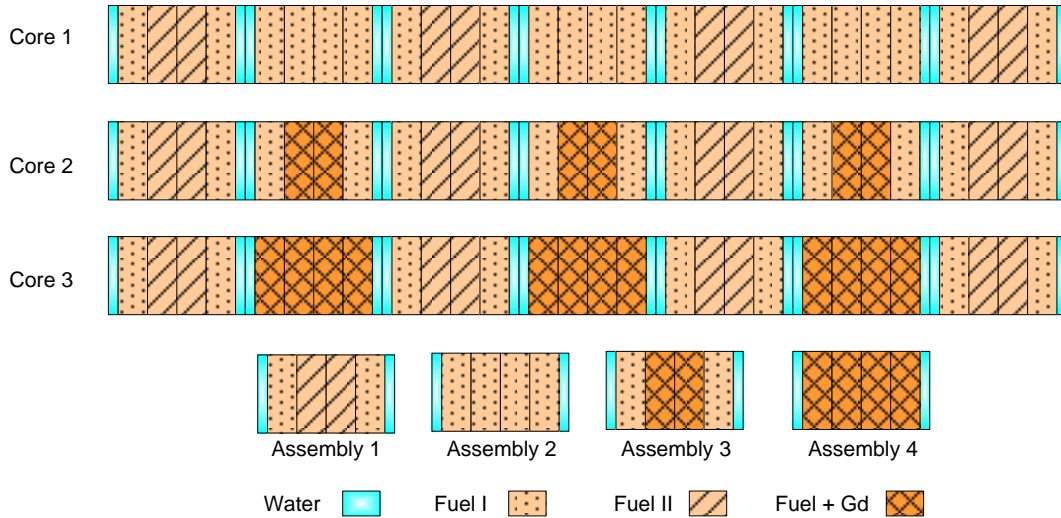 Core 1
Core 2
Core 3
Assembly 1 Assembly 2 Assembly 3 Assembly 4
Water Fuel I Fuel II Fuel + Gd